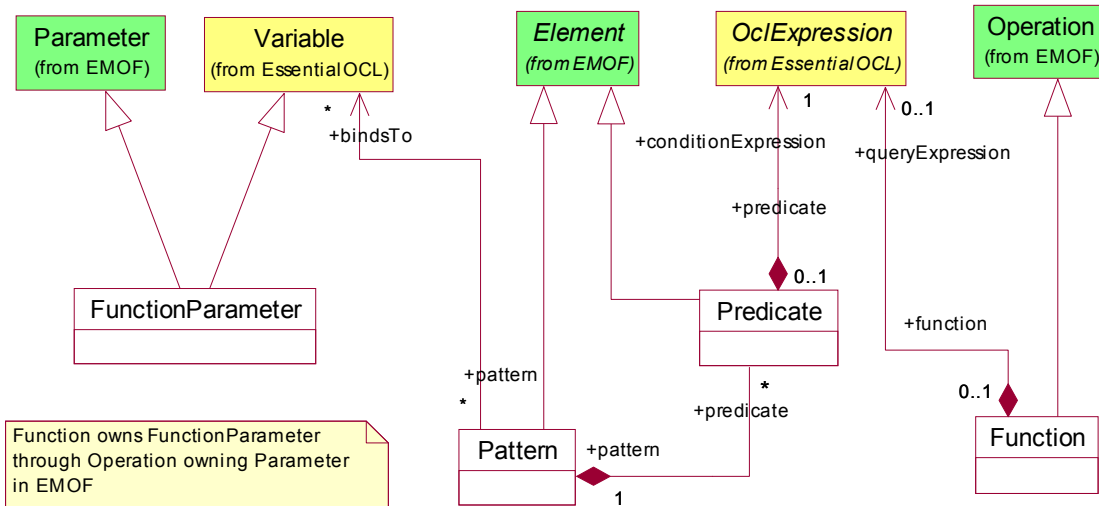 Parameter
(from EMOF)
Variable
(from EssentialOCL)
Element
(from EMOF)
OclExpression
(from EssentialOCL)
Operation
(from EMOF)
*
+bindsTo
1
+conditionExpression
0..1
+queryExpression
+predicate
0..1
FunctionParameter
Predicate
+function
+pattern
*
*
+predicate
0..1
Function owns FunctionParameter
through Operation owning Parameter
in EMOF
Pattern
+pattern
1
Function